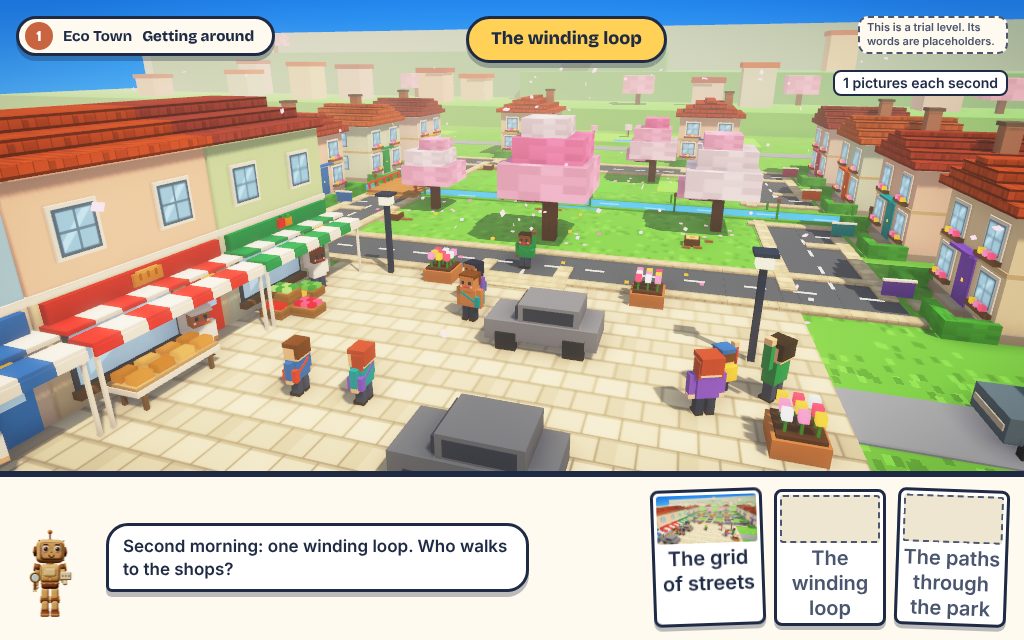 1 Eco Town Getting around
The winding loop
This is a trial level. Its
words are placeholders.
1 pictures each second
Second morning: one winding loop. Who walks
to the shops?
The grid
of streets
The
winding
loop
The paths
through
the park